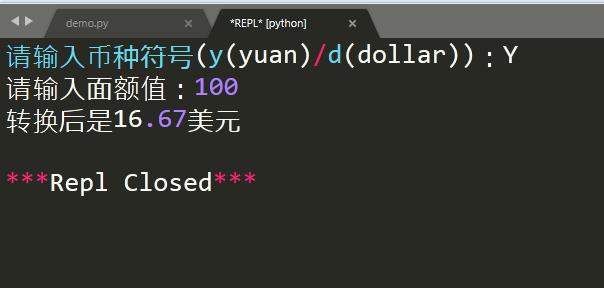 demo.py
*REPL* [python]
请输入币种符号(y(yuan)/d(dollar)):Y
请输入面额值：100
转换后是16.67美元
***Repl Closed***